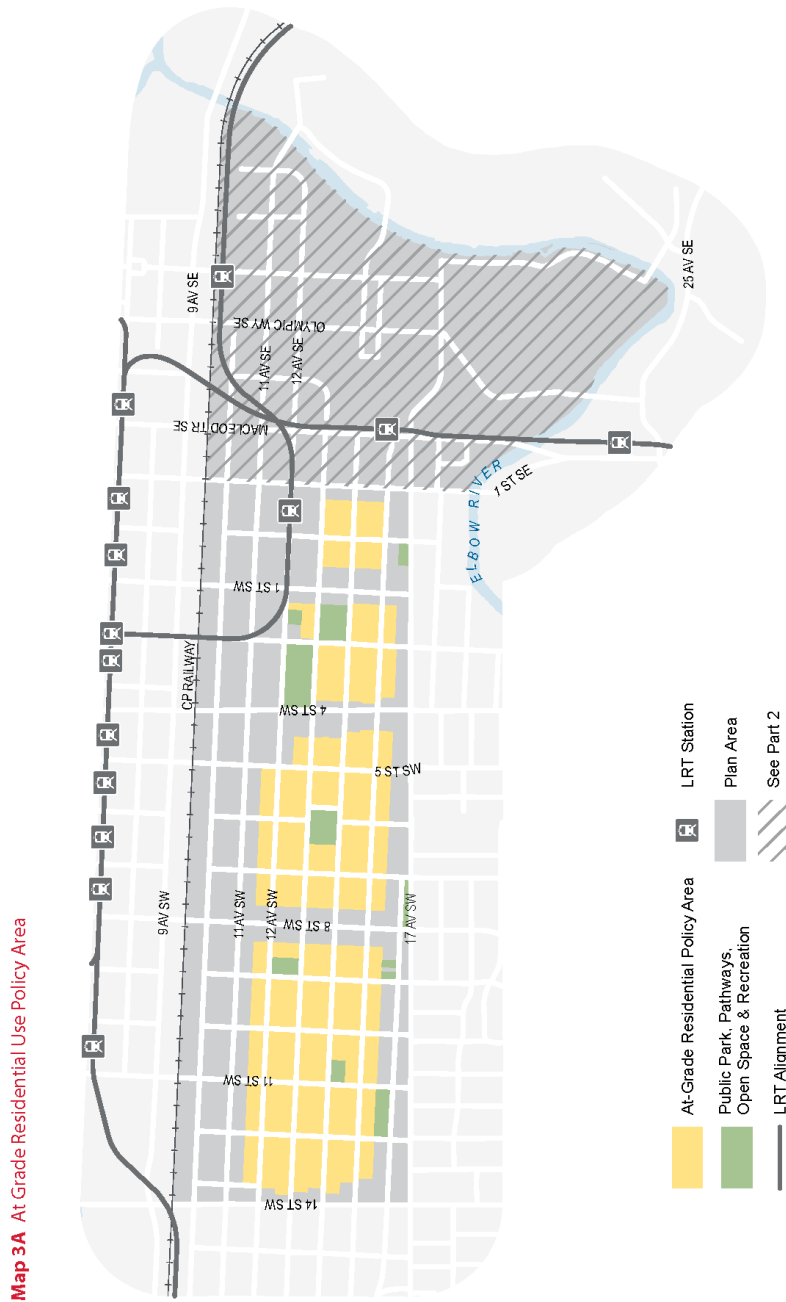 Map 3A At Grade Residential Use Policy Area
9 AV SW
CP RAILWAY
9 AV SE
11 AV SW
12 AV SW
17 AV SW
14 ST SW
11 ST SW
8 ST SW
5 ST SW
4 ST SW
1 ST SW
MACLEOD TR SE
OLYMPIC WY SE
11 AV SE
12 AV SE
1 ST SE
ELBOW RIVER
25 AV SE
At-Grade Residential Policy Area
Public Park, Pathways,
Open Space & Recreation
LRT Alignment
LRT Station
Plan Area
See Part 2